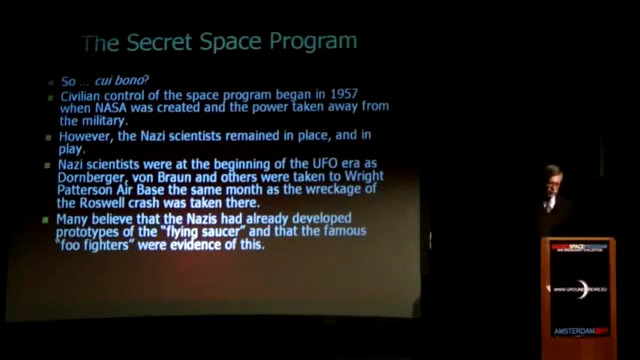 The Secret Space Program
So ... cui bono?
Civilian control of the space program began in 1957
when NASA was created and the power taken away from
the military.
However, the Nazi scientists remained in place, and in
play.
Nazi scientists were at the beginning of the UFO era as
Dornberger, von Braun and others were taken to Wright
Patterson Air Base the same month as the wreckage of
the Roswell crash was taken there.
Many believe that the Nazis had already developed
prototypes of the "flying saucer" and that the famous
"foo fighters" were evidence of this.
SPACEPROGRAM
AMSTERDAM